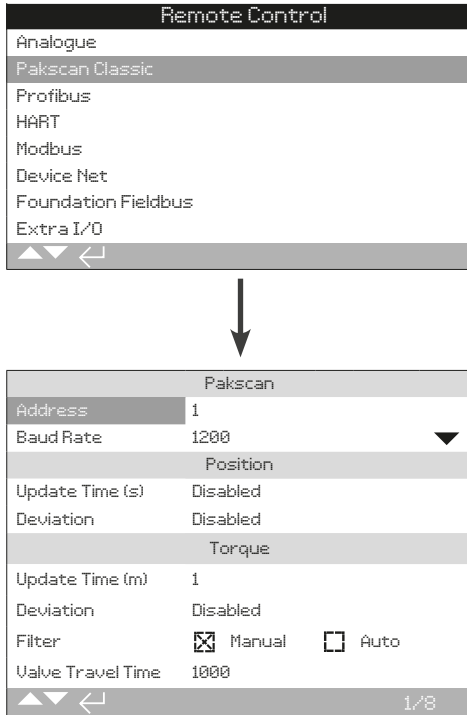 Remote Control
Analogue
Pakscan Classic
Profibus
HART
Modbus
Device Net
Foundation Fieldbus
Extra I/O
Pakscan
Address 1
Baud Rate 1200
Position
Update Time (s) Disabled
Deviation Disabled
Torque
Update Time (m) 1
Deviation Disabled
Filter Manual Auto
Valve Travel Time 1000
1/8